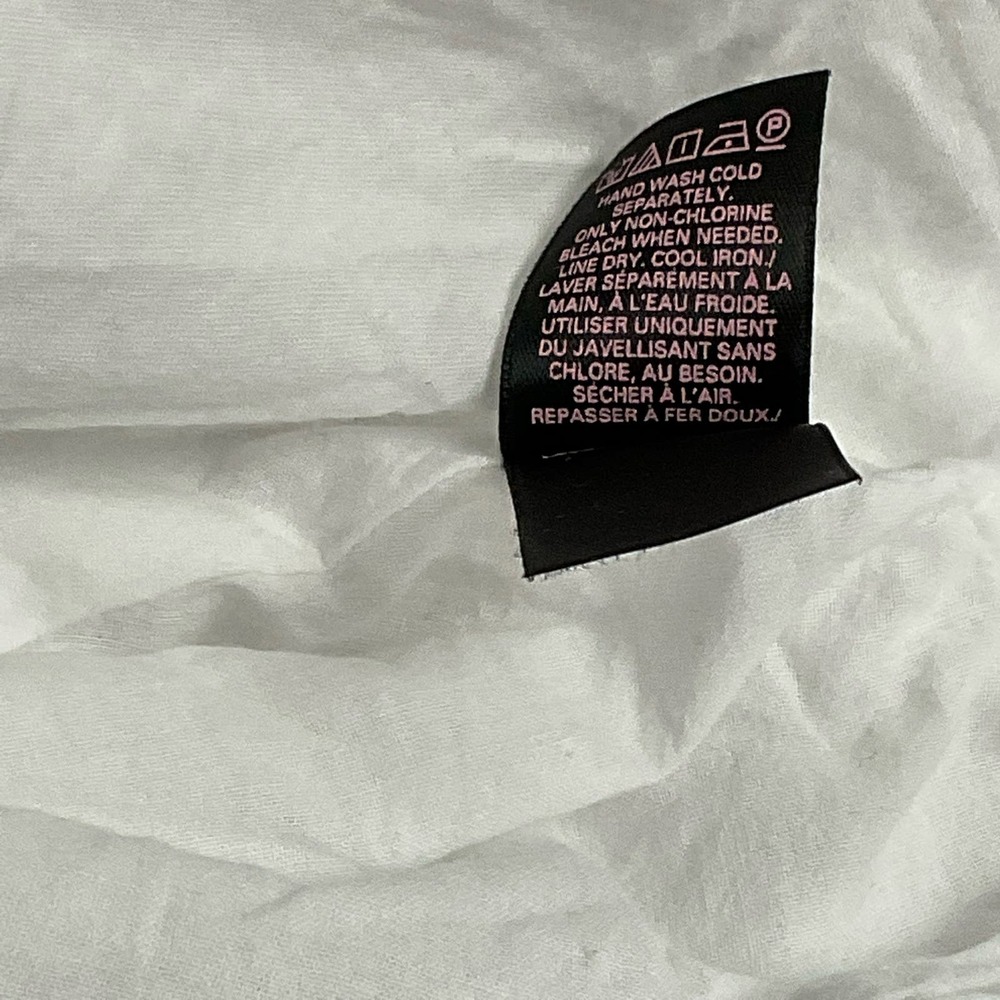 P
HAND WASH COLD
SEPARATELY.
ONLY NON-CHLORINE
BLEACH WHEN NEEDED.
LINE DRY. COOL IRON./
LAVER SÉPARÉMENT À LA
MAIN, À L'EAU FROIDE.
UTILISER UNIQUEMENT
DU JAVELLISANT SANS
CHLORE, AU BESOIN.
SÉCHER À L'AIR.
REPASSER À FER DOUX./